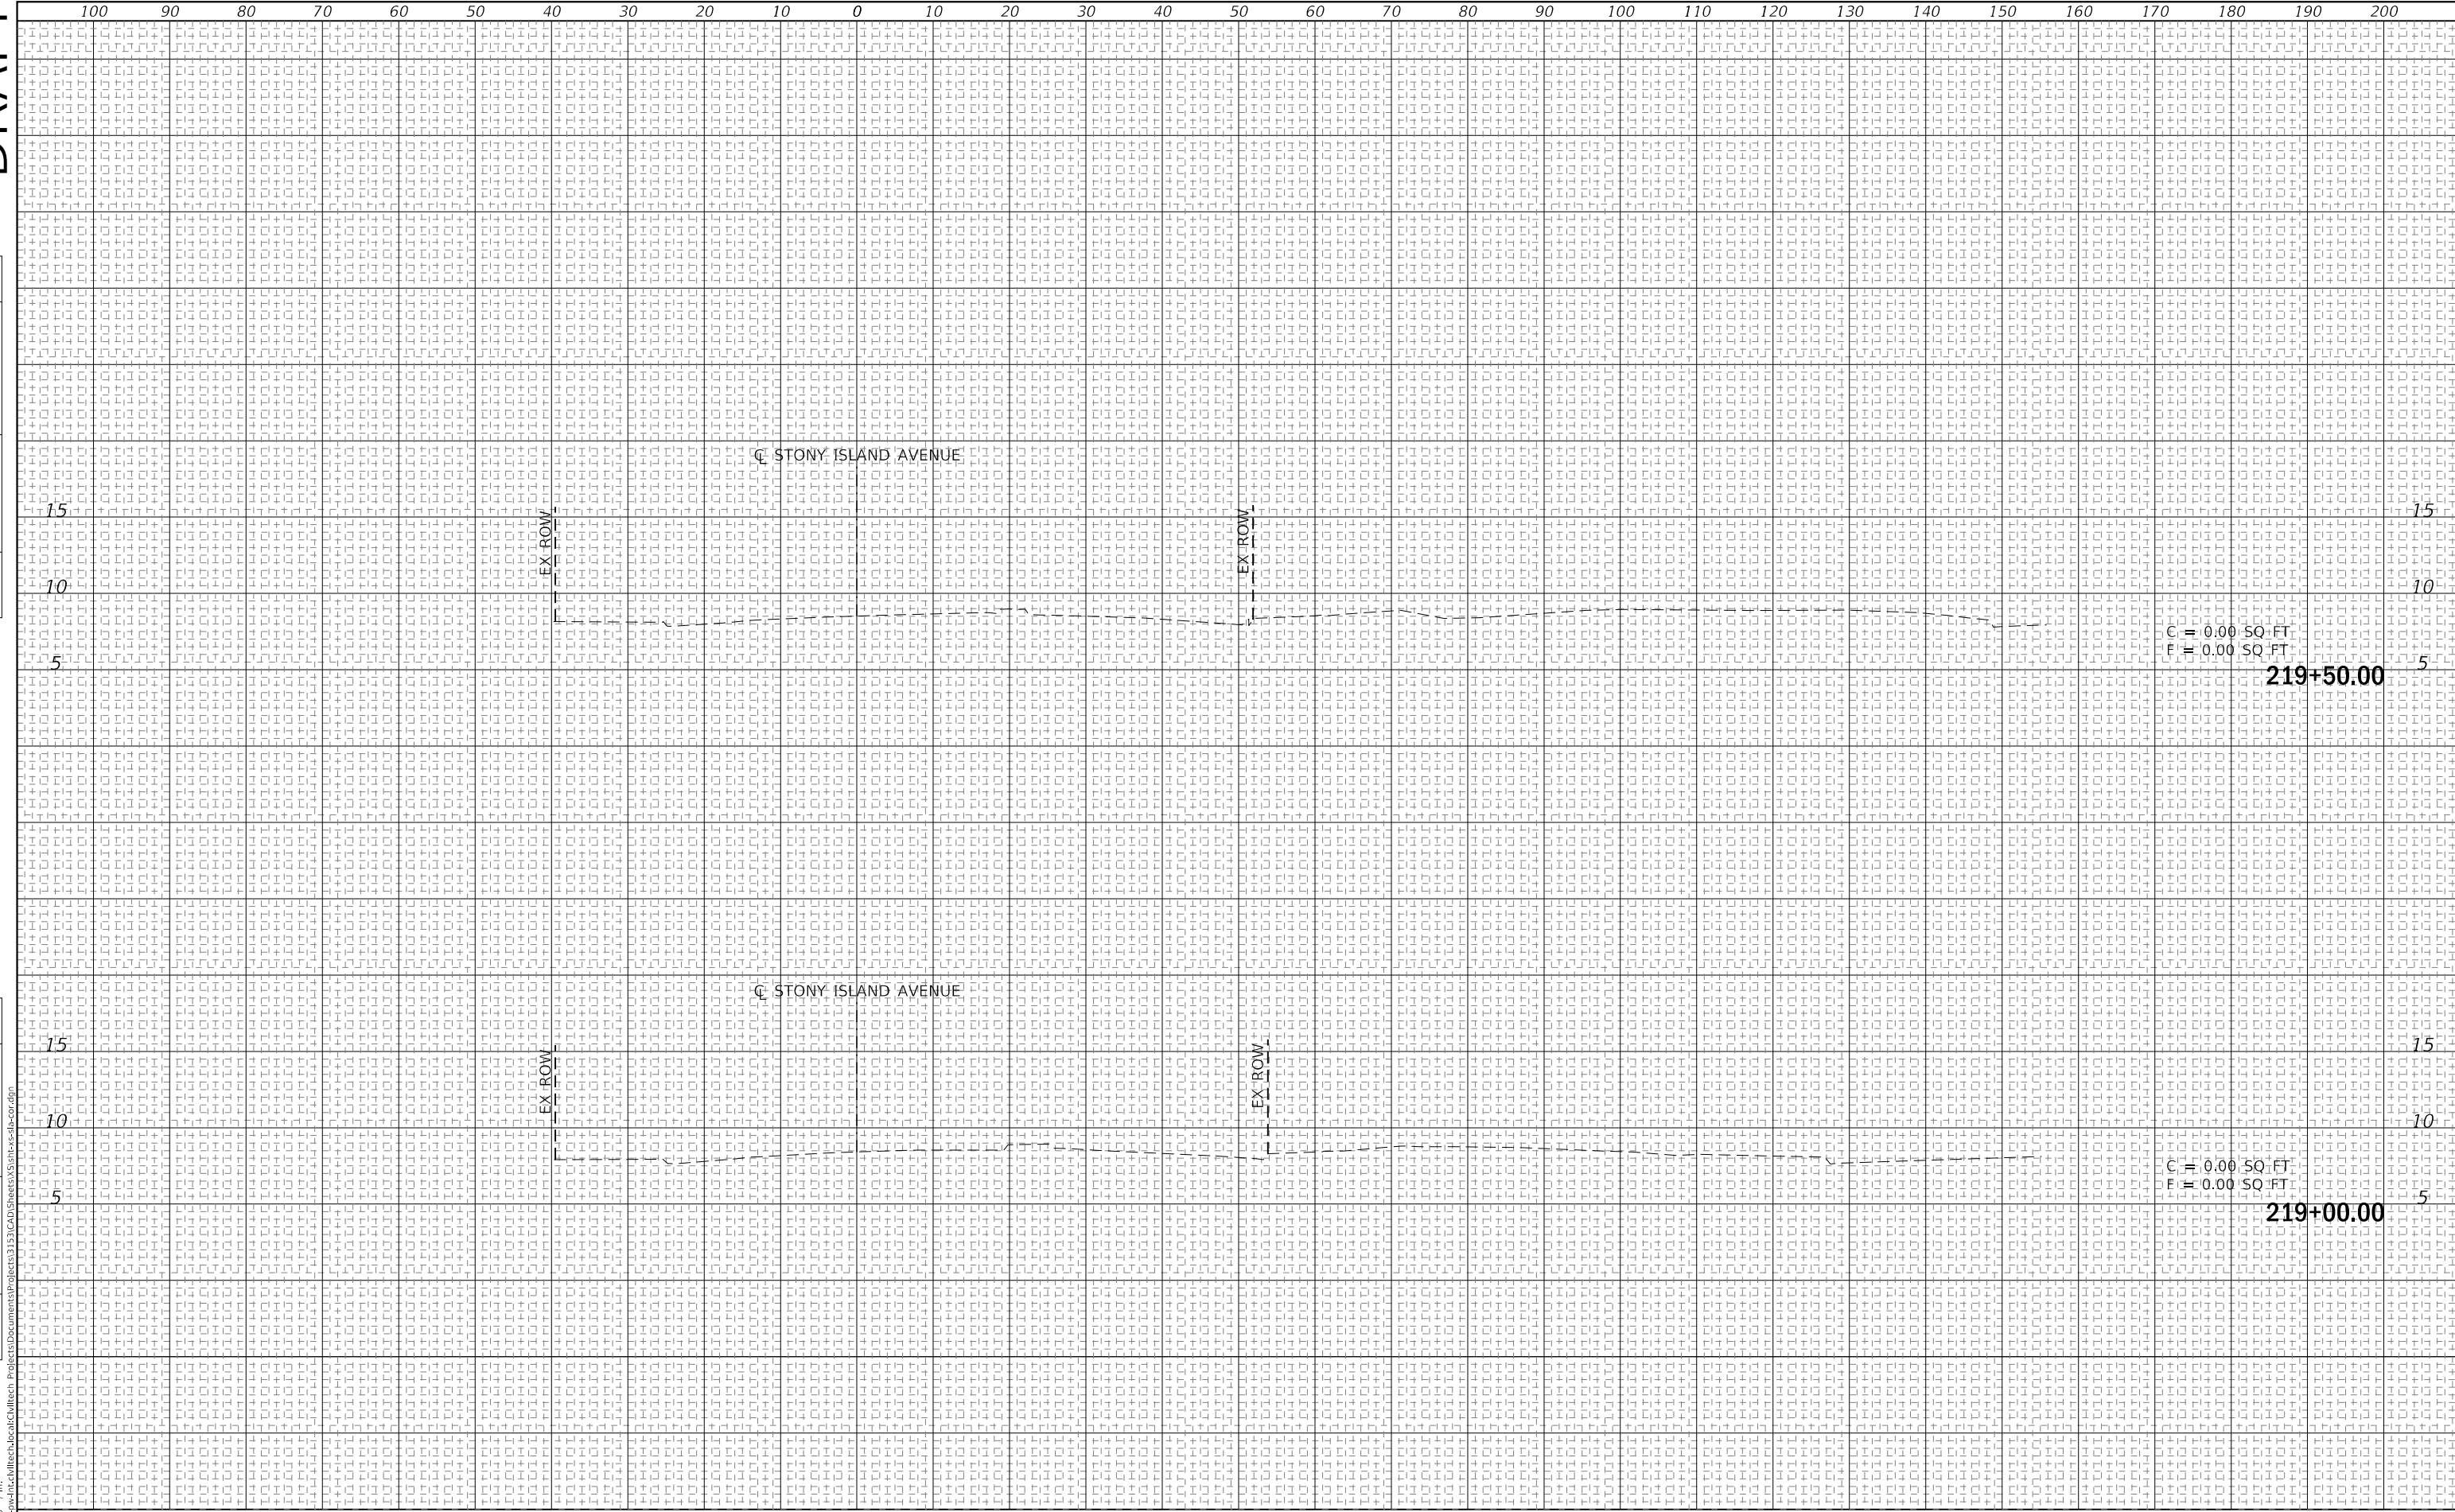 100 90 80 70 60 50 40 30 20 10 0 10 20 30 40 50 60 70 80 90 100 110 120 130 140 150 160 170 180 190 200
℄ STONY ISLAND AVENUE
EX ROW
EX ROW
15 15
10 10
5 5
C = 0.00 SQ FT
F = 0.00 SQ FT
219+50.00
℄ STONY ISLAND AVENUE
EX ROW
EX ROW
15 15
10 10
5 5
C = 0.00 SQ FT
F = 0.00 SQ FT
219+00.00